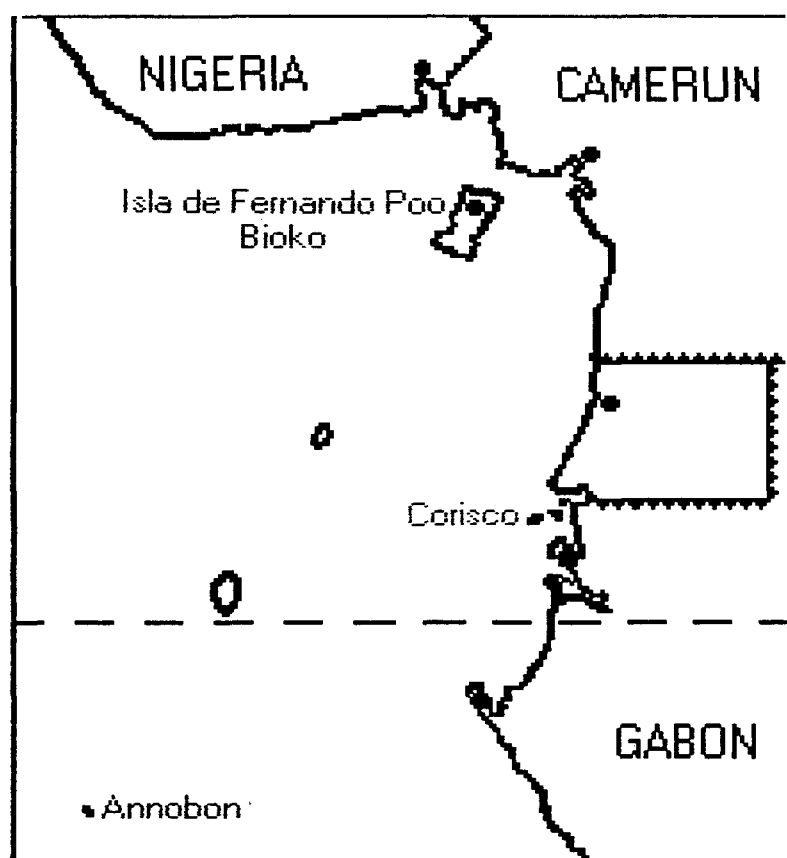 NIGERIA
CAMERUN
Isla de Fernando Poo
Bioko
Corisco
GABON
Annobon